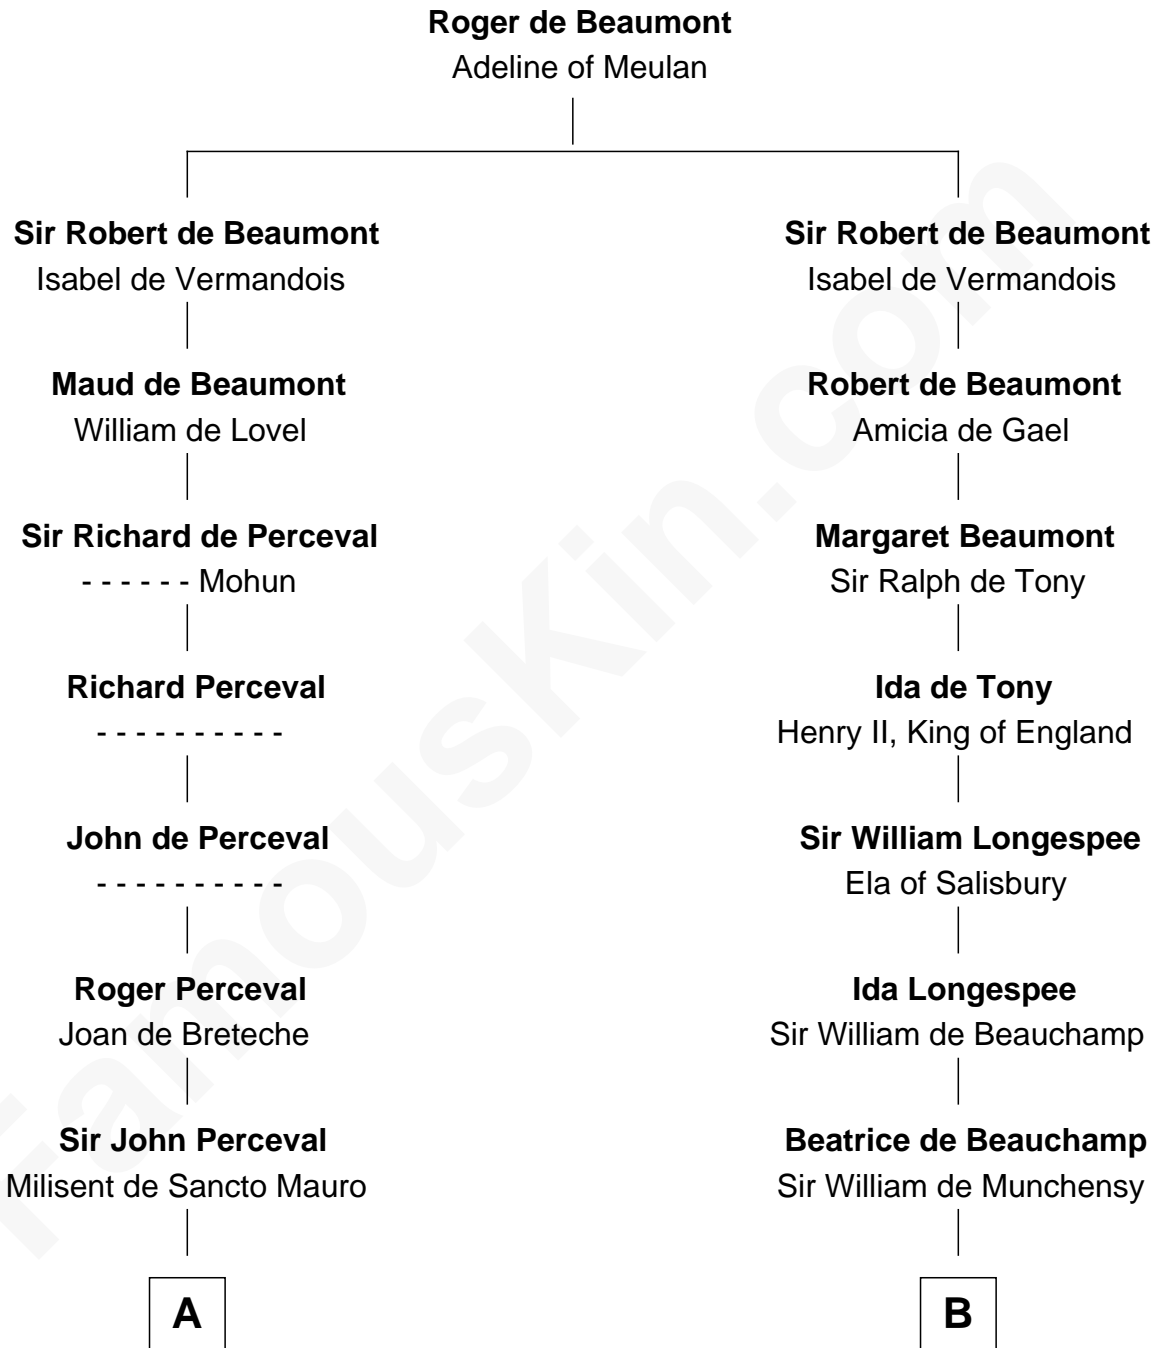 Roger de Beaumont
Adeline of Meulan
Sir Robert de Beaumont
Isabel de Vermandois
Maud de Beaumont
William de Lovel
Sir Richard de Perceval
- - - - - - Mohun
Richard Perceval
- - - - - - - - - -
John de Perceval
- - - - - - - - - -
Roger Perceval
Joan de Breteche
Sir John Perceval
Milisent de Sancto Mauro
A
Sir Robert de Beaumont
Isabel de Vermandois
Robert de Beaumont
Amicia de Gael
Margaret Beaumont
Sir Ralph de Tony
Ida de Tony
Henry II, King of England
Sir William Longespee
Ela of Salisbury
Ida Longespee
Sir William de Beauchamp
Beatrice de Beauchamp
Sir William de Munchensy
B
FamousKin.com